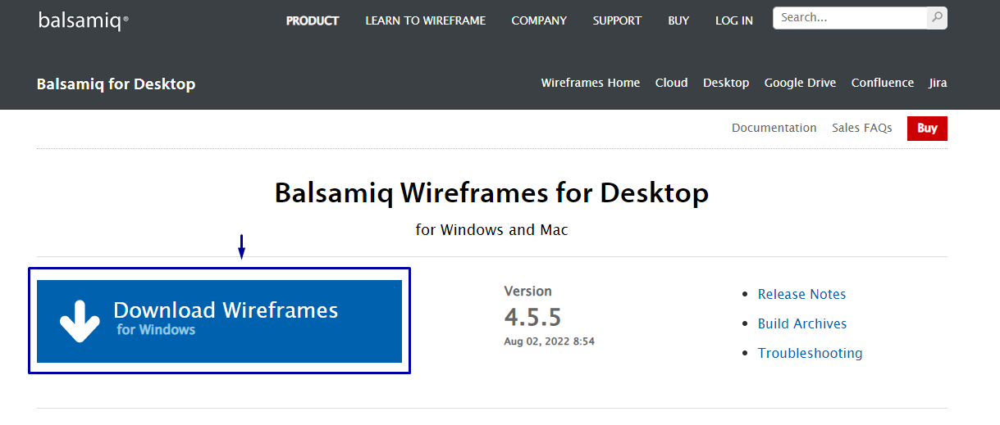 balsamiq®
PRODUCT LEARN TO WIREFRAME COMPANY SUPPORT BUY LOG IN Search...
Balsamiq for Desktop Wireframes Home Cloud Desktop Google Drive Confluence Jira
Documentation Sales FAQs Buy
Balsamiq Wireframes for Desktop
for Windows and Mac
Download Wireframes
for Windows
Version
4.5.5
Aug 02, 2022 8:54
Release Notes
Build Archives
Troubleshooting